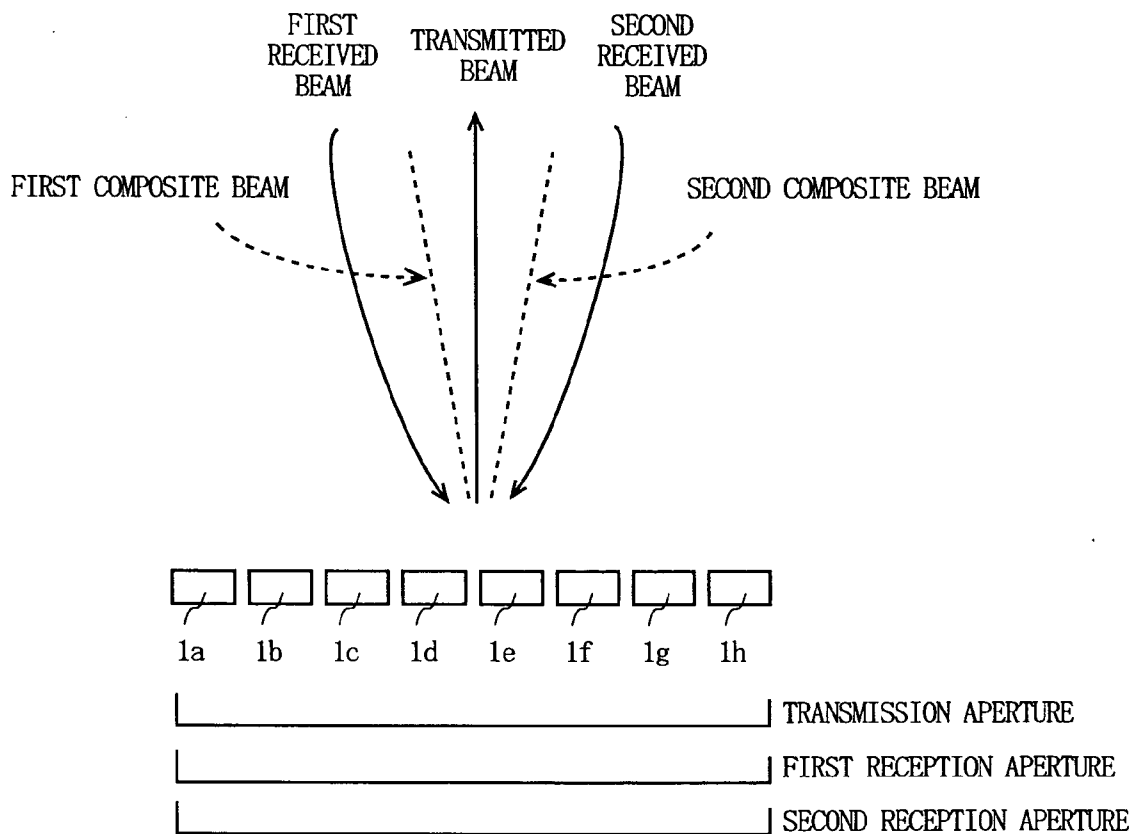 FIRST
RECEIVED
BEAM
TRANSMITTED
BEAM
SECOND
RECEIVED
BEAM
FIRST COMPOSITE BEAM
SECOND COMPOSITE BEAM
1a 1b 1c 1d 1e 1f 1g 1h
TRANSMISSION APERTURE
FIRST RECEPTION APERTURE
SECOND RECEPTION APERTURE